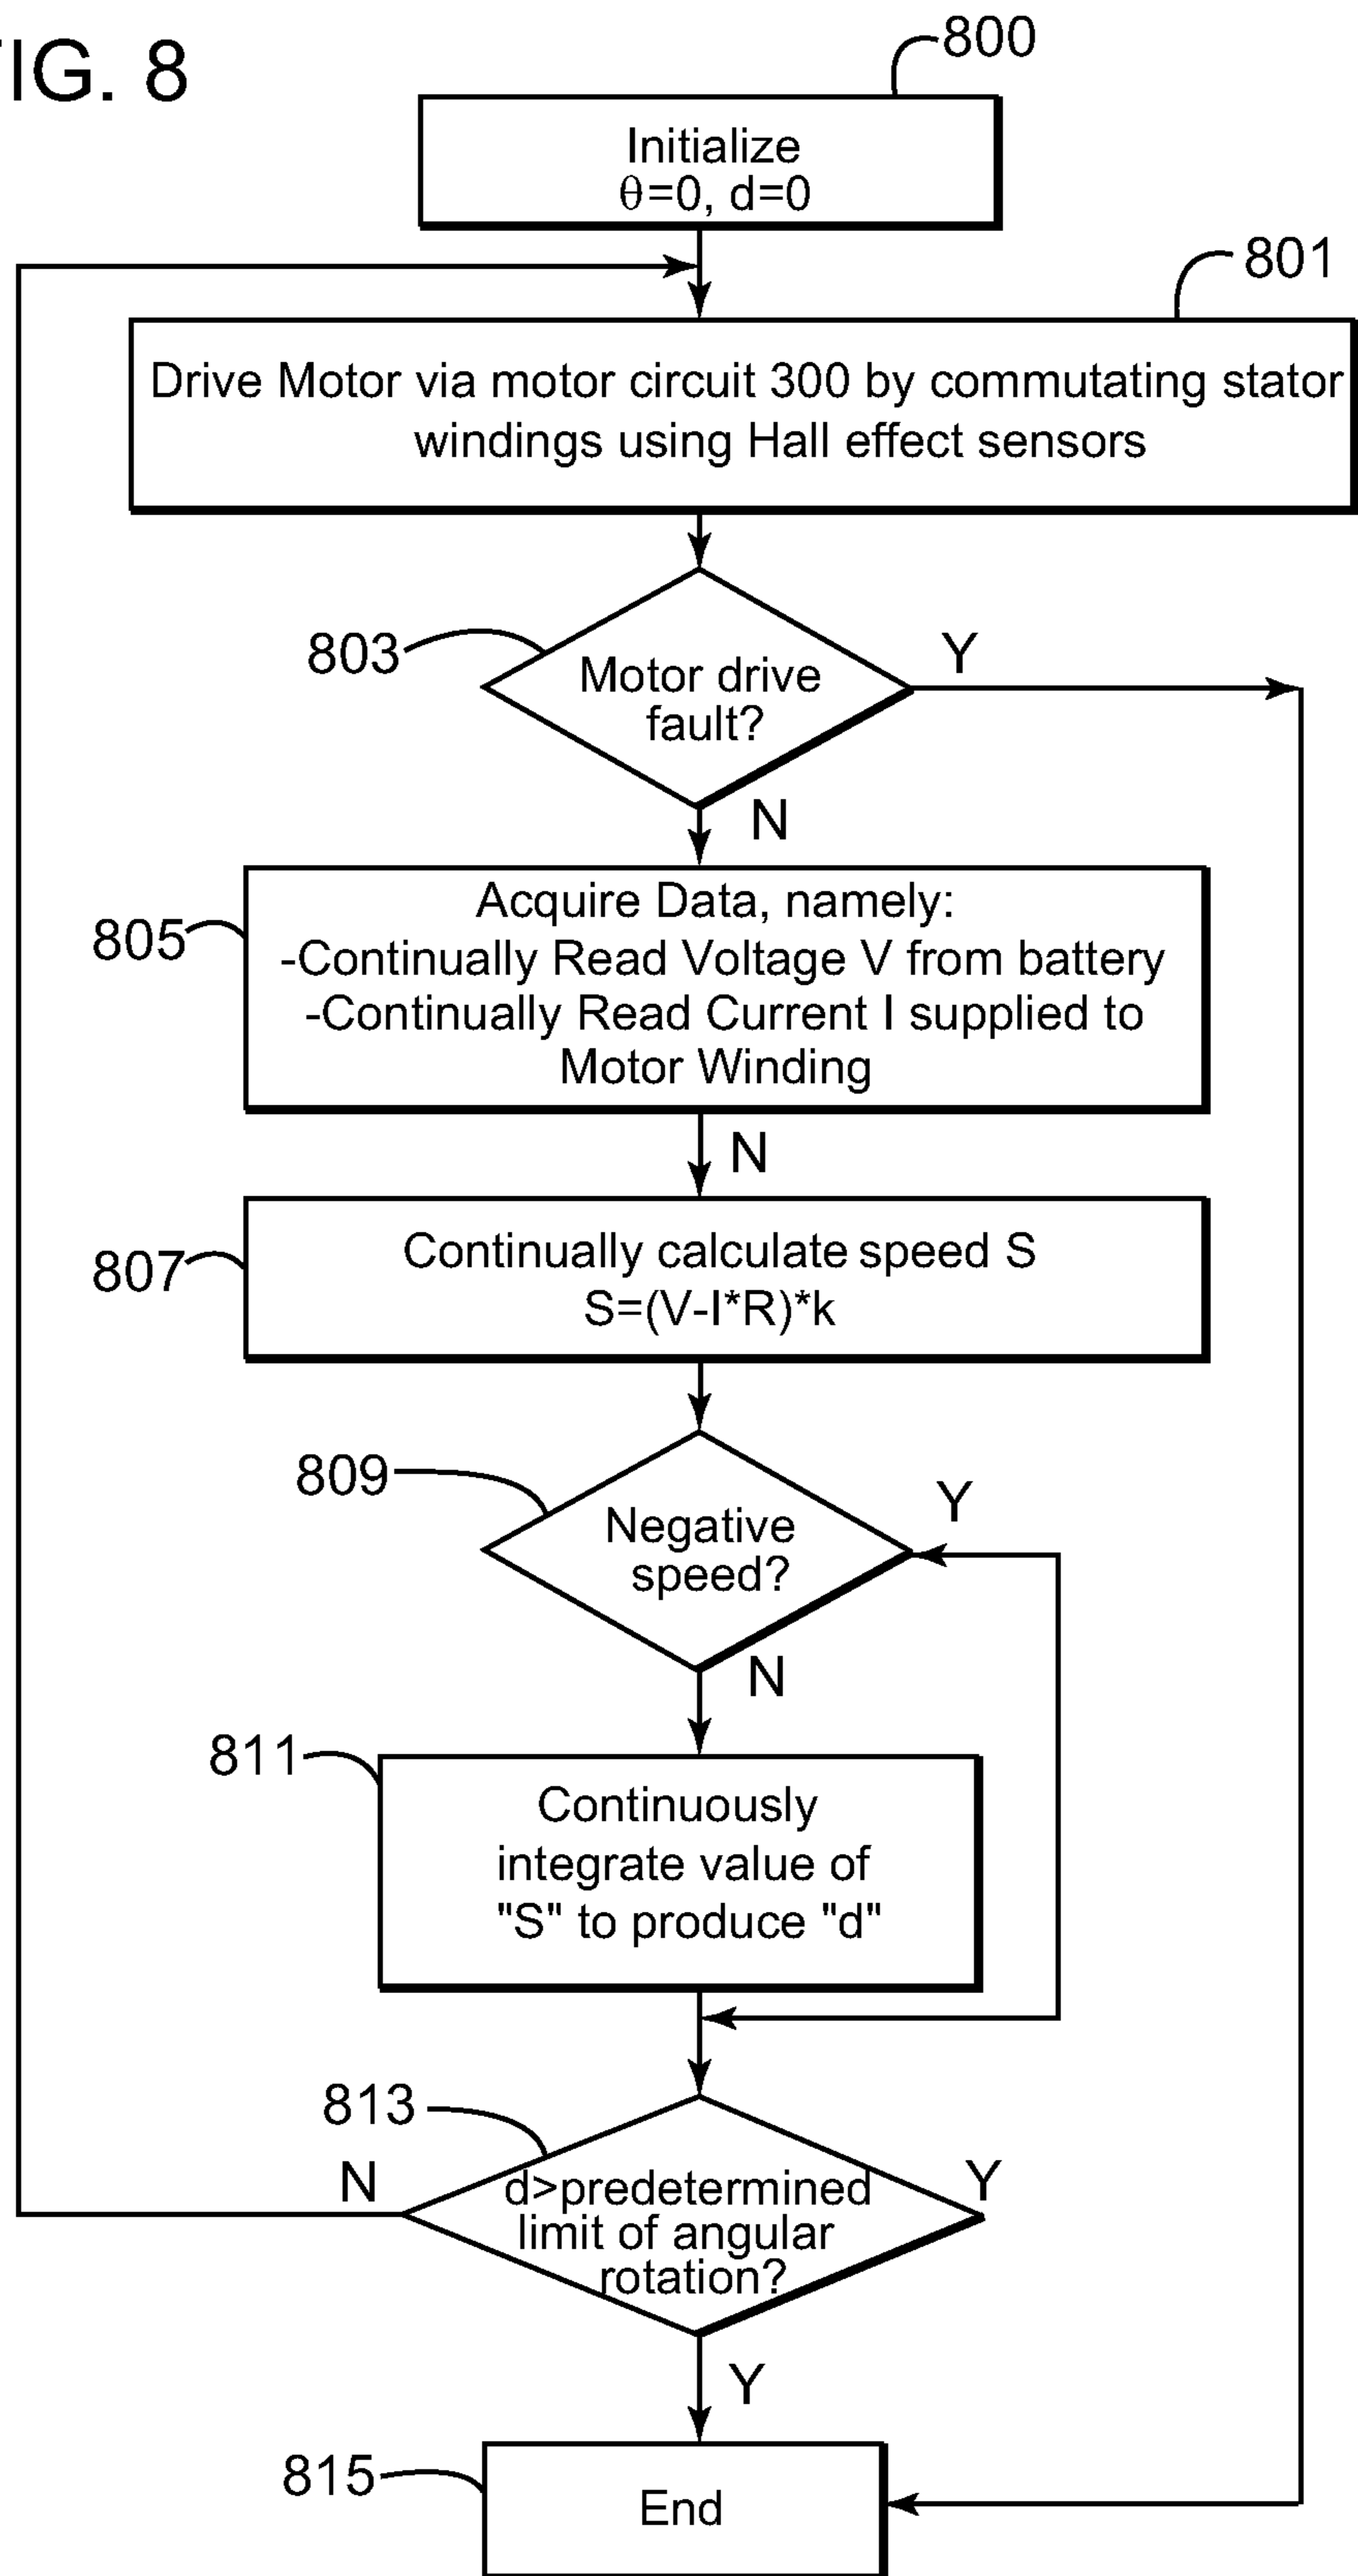 FIG. 8
800
Initialize
θ=0, d=0
801
Drive Motor via motor circuit 300 by commutating stator
windings using Hall effect sensors
803
Motor drive
fault?
Y
N
805
Acquire Data, namely:
-Continually Read Voltage V from battery
-Continually Read Current I supplied to
Motor Winding
N
807
Continually calculate speed S
S=(V-I*R)*k
809
Negative
speed?
Y
N
811
Continuously
integrate value of
"S" to produce "d"
813
N
d>predetermined
limit of angular
rotation?
Y
Y
815
End